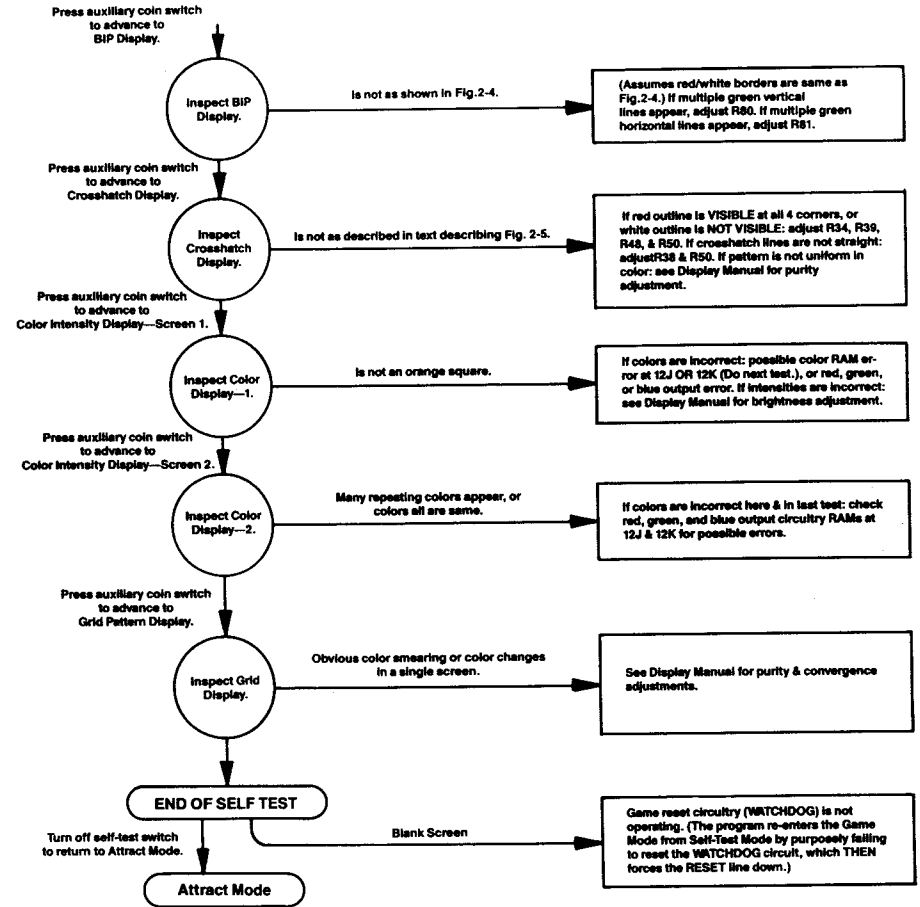 Press auxiliary coin switch
to advance to
BIP Display.
Inspect BIP
Display.
Is not as shown in Fig.2-4.
(Assumes red/white borders are same as
Fig.2-4.) If multiple green vertical
lines appear, adjust R80. If multiple green
horizontal lines appear, adjust R81.
Press auxiliary coin switch
to advance to
Crosshatch Display.
Inspect
Crosshatch
Display.
Is not as described in text describing Fig. 2-5.
If red outline is VISIBLE at all 4 corners, or
white outline is NOT VISIBLE: adjust R34, R39,
R48, & R50. If crosshatch lines are not straight:
adjustR38 & R50. If pattern is not uniform in
color: see Display Manual for purity
adjustment.
Press auxiliary coin switch
to advance to
Color Intensity Display—Screen 1.
Inspect Color
Display—1.
Is not an orange square.
If colors are incorrect: possible color RAM er-
ror at 12J OR 12K (Do next test.), or red, green,
or blue output error. If intensities are incorrect:
see Display Manual for brightness adjustment.
Press auxiliary coin switch
to advance to
Color Intensity Display—Screen 2.
Inspect Color
Display—2.
Many repeating colors appear, or
colors all are same.
If colors are incorrect here & in last test: check
red, green, and blue output circuitry RAMs at
12J & 12K for possible errors.
Press auxiliary coin switch
to advance to
Grid Pattern Display.
Inspect Grid
Display.
Obvious color smearing or color changes
in a single screen.
See Display Manual for purity & convergence
adjustments.
END OF SELF TEST
Turn off self-test switch
to return to Attract Mode.
Blank Screen
Game reset circuitry (WATCHDOG) is not
operating. (The program re-enters the Game
Mode from Self-Test Mode by purposely failing
to reset the WATCHDOG circuit, which THEN
forces the RESET line down.)
Attract Mode